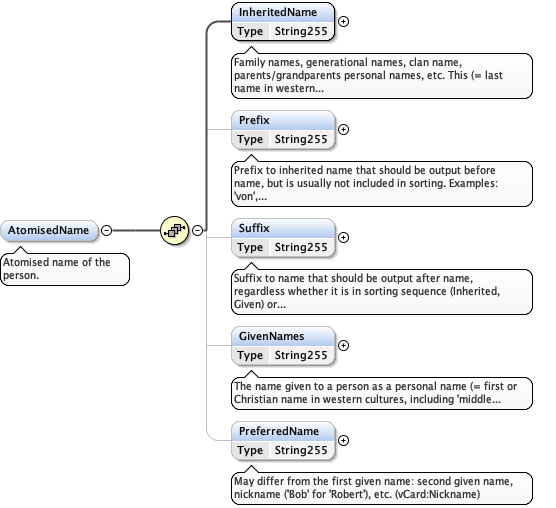 InheritedName
Type String255
Family names, generational names, clan name,
parents/grandparents personal names, etc. This (= last
name in western...
Prefix
Type String255
Prefix to inherited name that should be output before
name, but is usually not included in sorting. Examples:
'von',...
AtomisedName
Atomised name of the
person.
Suffix
Type String255
Suffix to name that should be output after name,
regardless whether it is in sorting sequence (Inherited,
Given) or...
GivenNames
Type String255
The name given to a person as a personal name (= first or
Christian name in western cultures, including 'middle...
PreferredName
Type String255
May differ from the first given name: second given name,
nickname ('Bob' for 'Robert'), etc. (vCard:Nickname)